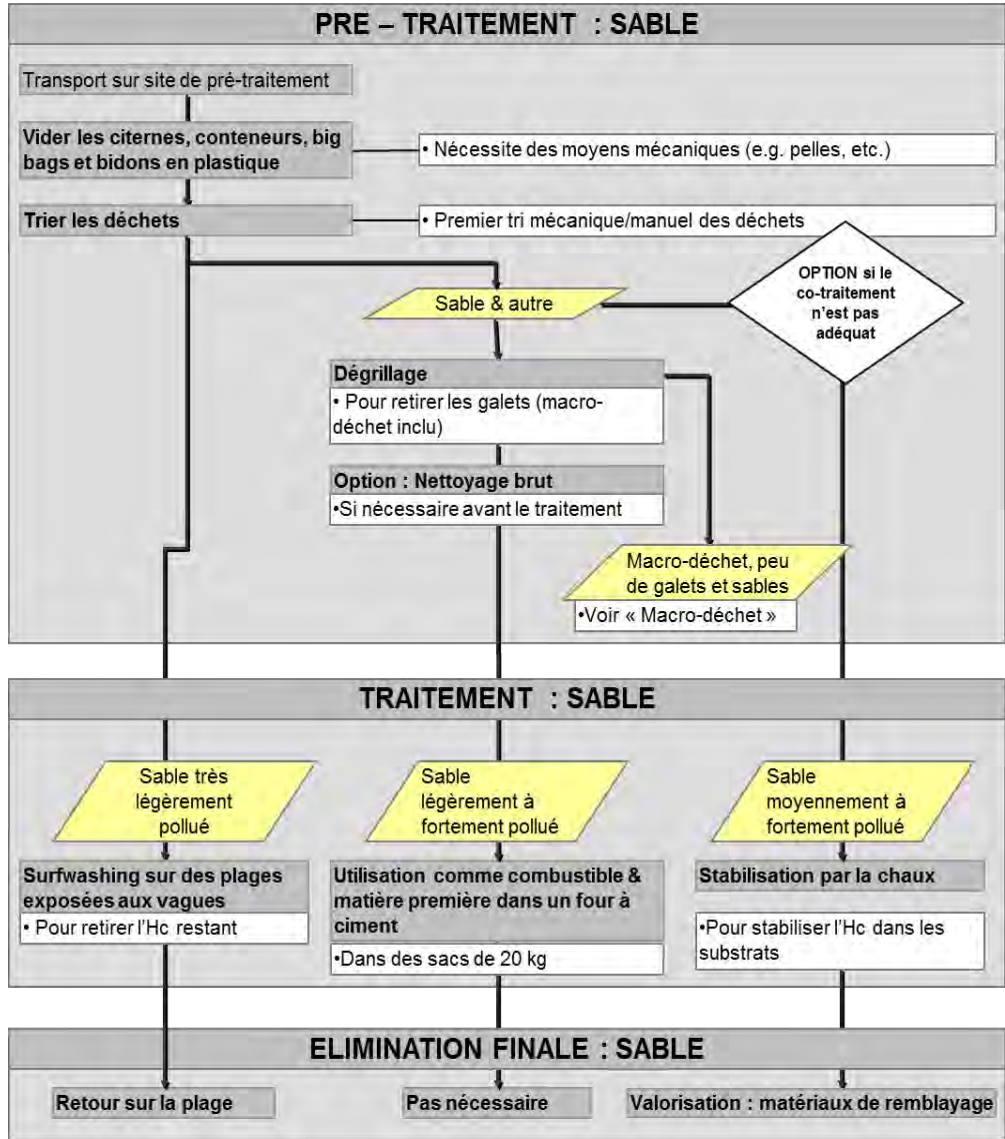 PRE – TRAITEMENT : SABLE
Transport sur site de pré-traitement
Vider les citernes, conteneurs, big
bags et bidons en plastique
• Nécessite des moyens mécaniques (e.g. pelles, etc.)
Trier les déchets
• Premier tri mécanique/manuel des déchets
OPTION si le
co-traitement
n'est pas
adéquat
Sable & autre
Dégrillage
• Pour retirer les galets (macro-
déchet inclu)
Option : Nettoyage brut
•Si nécessaire avant le traitement
Macro-déchet, peu
de galets et sables
•Voir « Macro-déchet »
TRAITEMENT : SABLE
Sable très
légèrement
pollué
Surfwashing sur des plages
exposées aux vagues
• Pour retirer l'Hc restant
Sable
légèrement à
fortement pollué
Utilisation comme combustible &
matière première dans un four à
ciment
•Dans des sacs de 20 kg
Sable
moyennement à
fortement pollué
Stabilisation par la chaux
•Pour stabiliser l'Hc dans les
substrats
ELIMINATION FINALE : SABLE
Retour sur la plage
Pas nécessaire
Valorisation : matériaux de remblayage